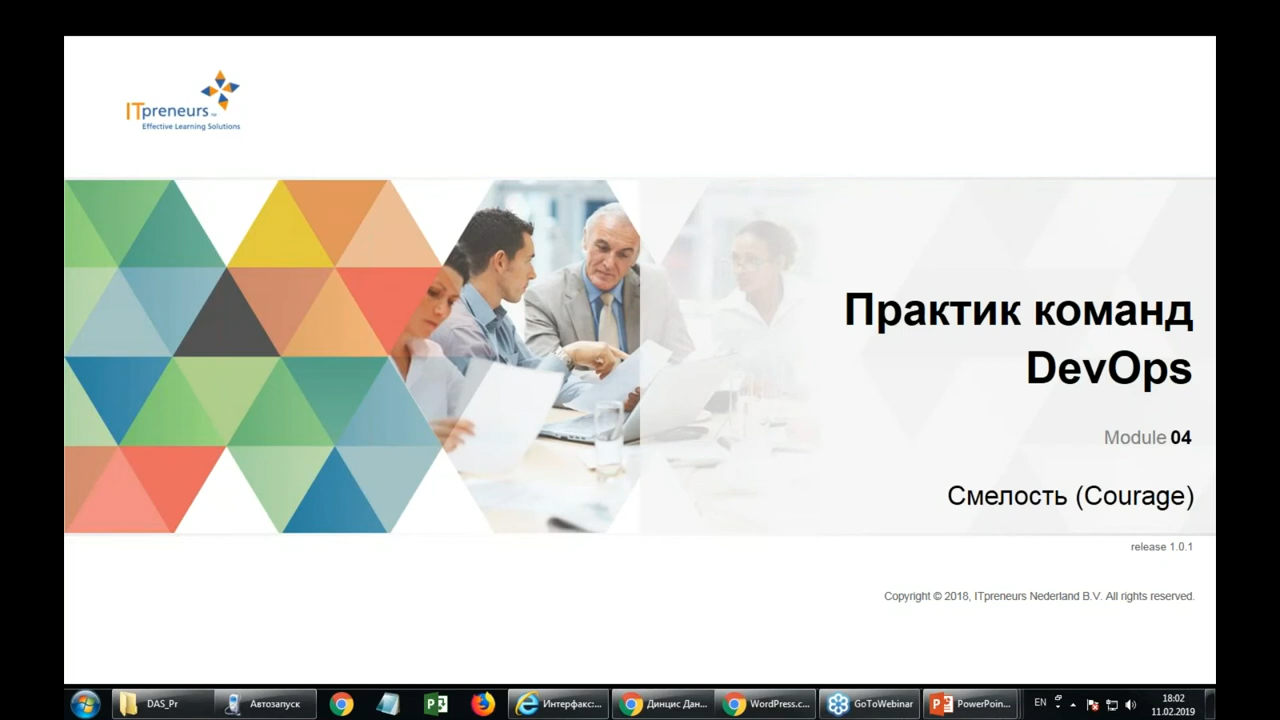 ITpreneurs™
Effective Learning Solutions
Практик команд
DevOps
Module 04
Смелость (Courage)
release 1.0.1
Copyright © 2018, ITpreneurs Nederland B.V. All rights reserved.
DAS_Pr
Автозапуск
Интерфакс:...
Динцис Дан...
WordPress.c...
GoToWebinar
PowerPoin...
EN
18:02
11.02.2019